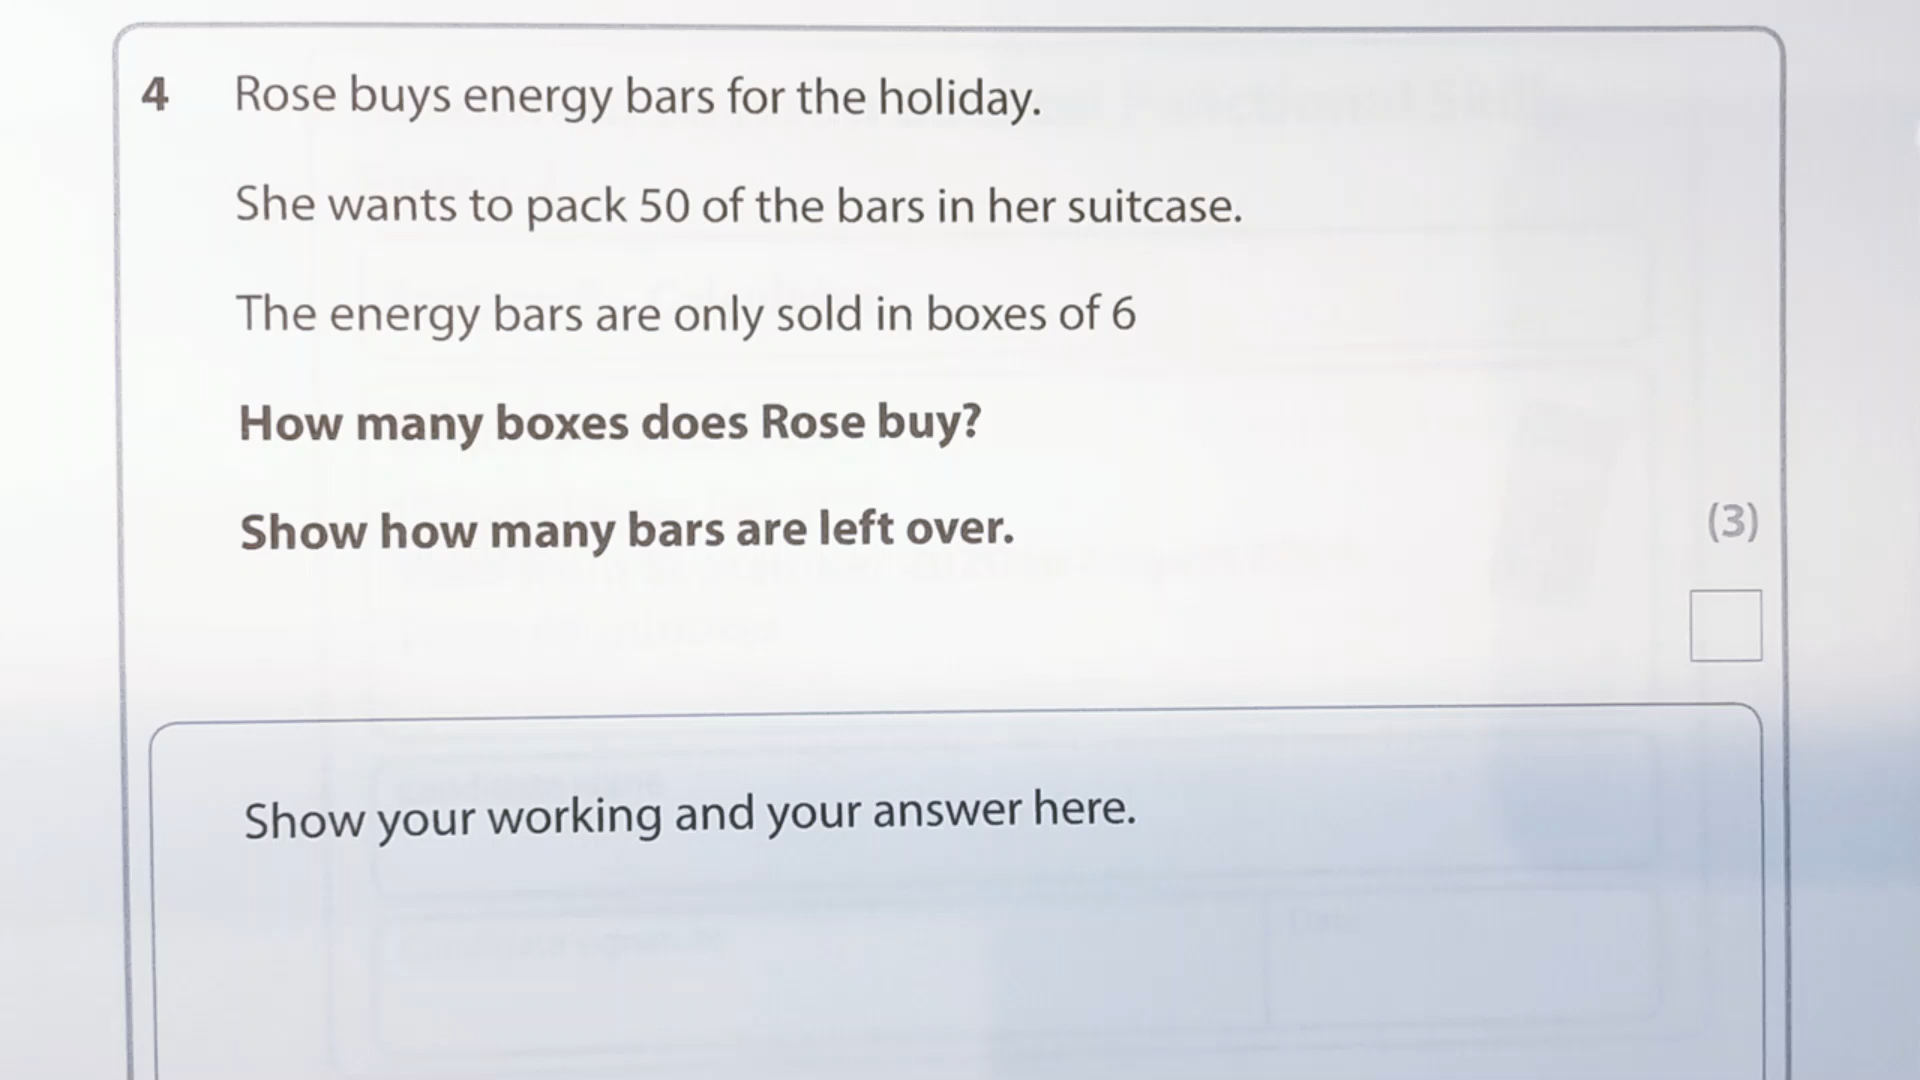 4 Rose buys energy bars for the holiday.
She wants to pack 50 of the bars in her suitcase.
The energy bars are only sold in boxes of 6
How many boxes does Rose buy?
Show how many bars are left over.
(3)
Show your working and your answer here.